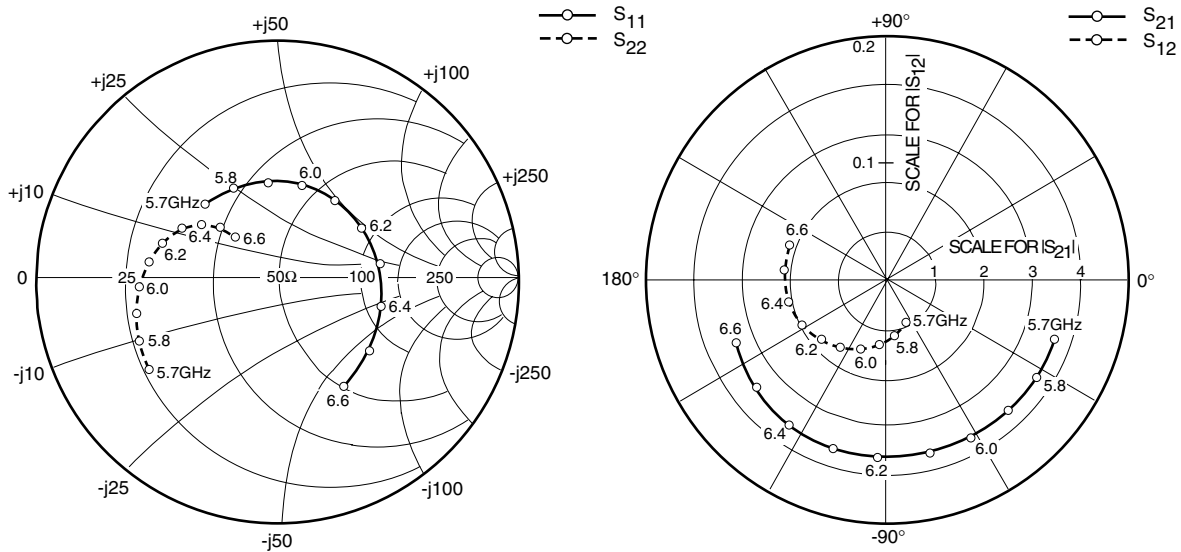 S11
S22
+j50
+j25
+j100
+j10
+j250
5.8
6.0
5.7GHz
6.2
6.4
6.6
6.2
0
25
50Ω
100
250
6.0
6.4
5.8
5.7GHz
-j10
-j250
6.6
-j25
-j100
-j50
S21
S12
+90°
0.2
SCALE FOR |S12|
0.1
6.6
SCALE FOR |S21|
180°
1
2
3
4
0°
6.4
5.7GHz
5.7GHz
6.6
6.2
6.0
5.8
5.8
6.4
6.0
6.2
-90°